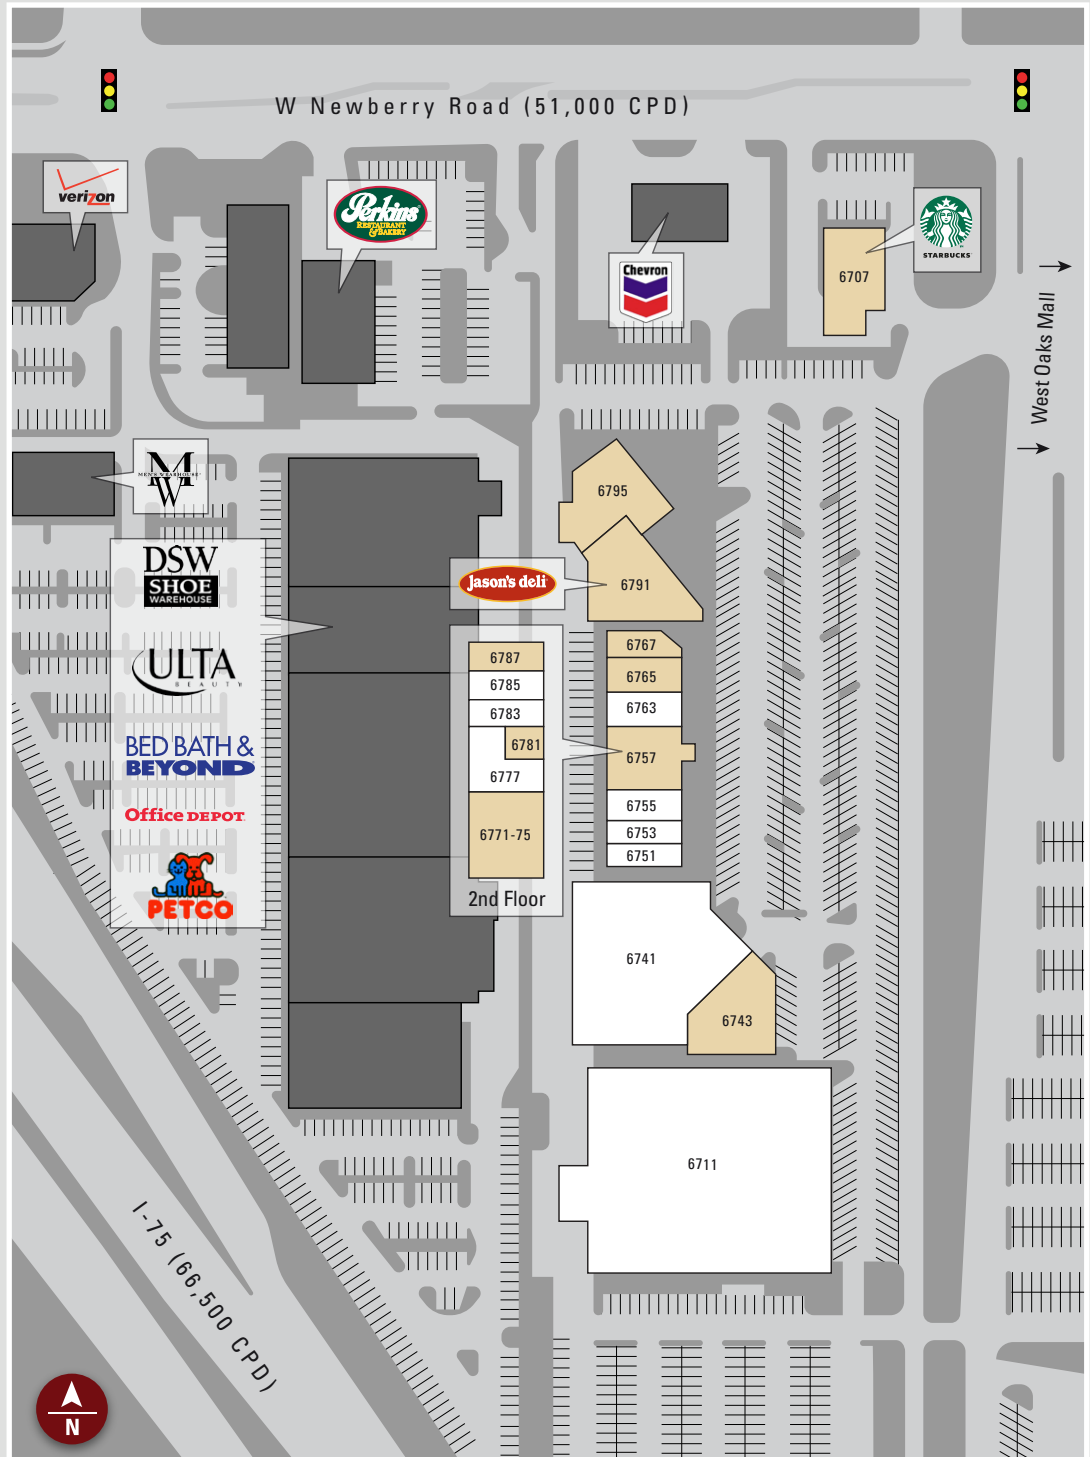 W Newberry Road (51,000 CPD)
verizon
Perkins
RESTAURANT
& BAKERY
Chevron
6707
STARBUCKS
West Oaks Mall
MW
MEN'S WEARHOUSE
DSW
SHOE
WAREHOUSE
ULTA
BEAUTY
BED BATH &
BEYOND
Office DEPOT
PETCO
6795
Jason's deli
6791
6787
6785
6783
6781
6777
6771-75
2nd Floor
6767
6765
6763
6757
6755
6753
6751
6741
6743
6711
I-75 (66,500 CPD)
N